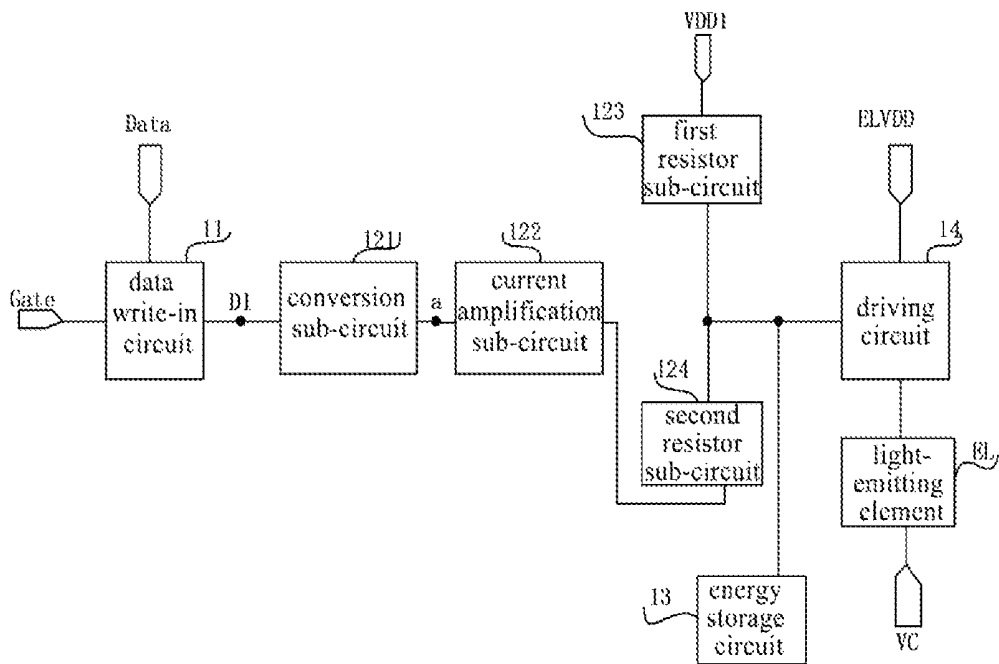 VDD1
123
first
resistor
sub-circuit
Data
ELVDD
11
data
write-in
circuit
Gate
D1
121
conversion
sub-circuit
a
122
current
amplification
sub-circuit
14
driving
circuit
124
second
resistor
sub-circuit
light-
emitting
element
EL
13
energy
storage
circuit
VC